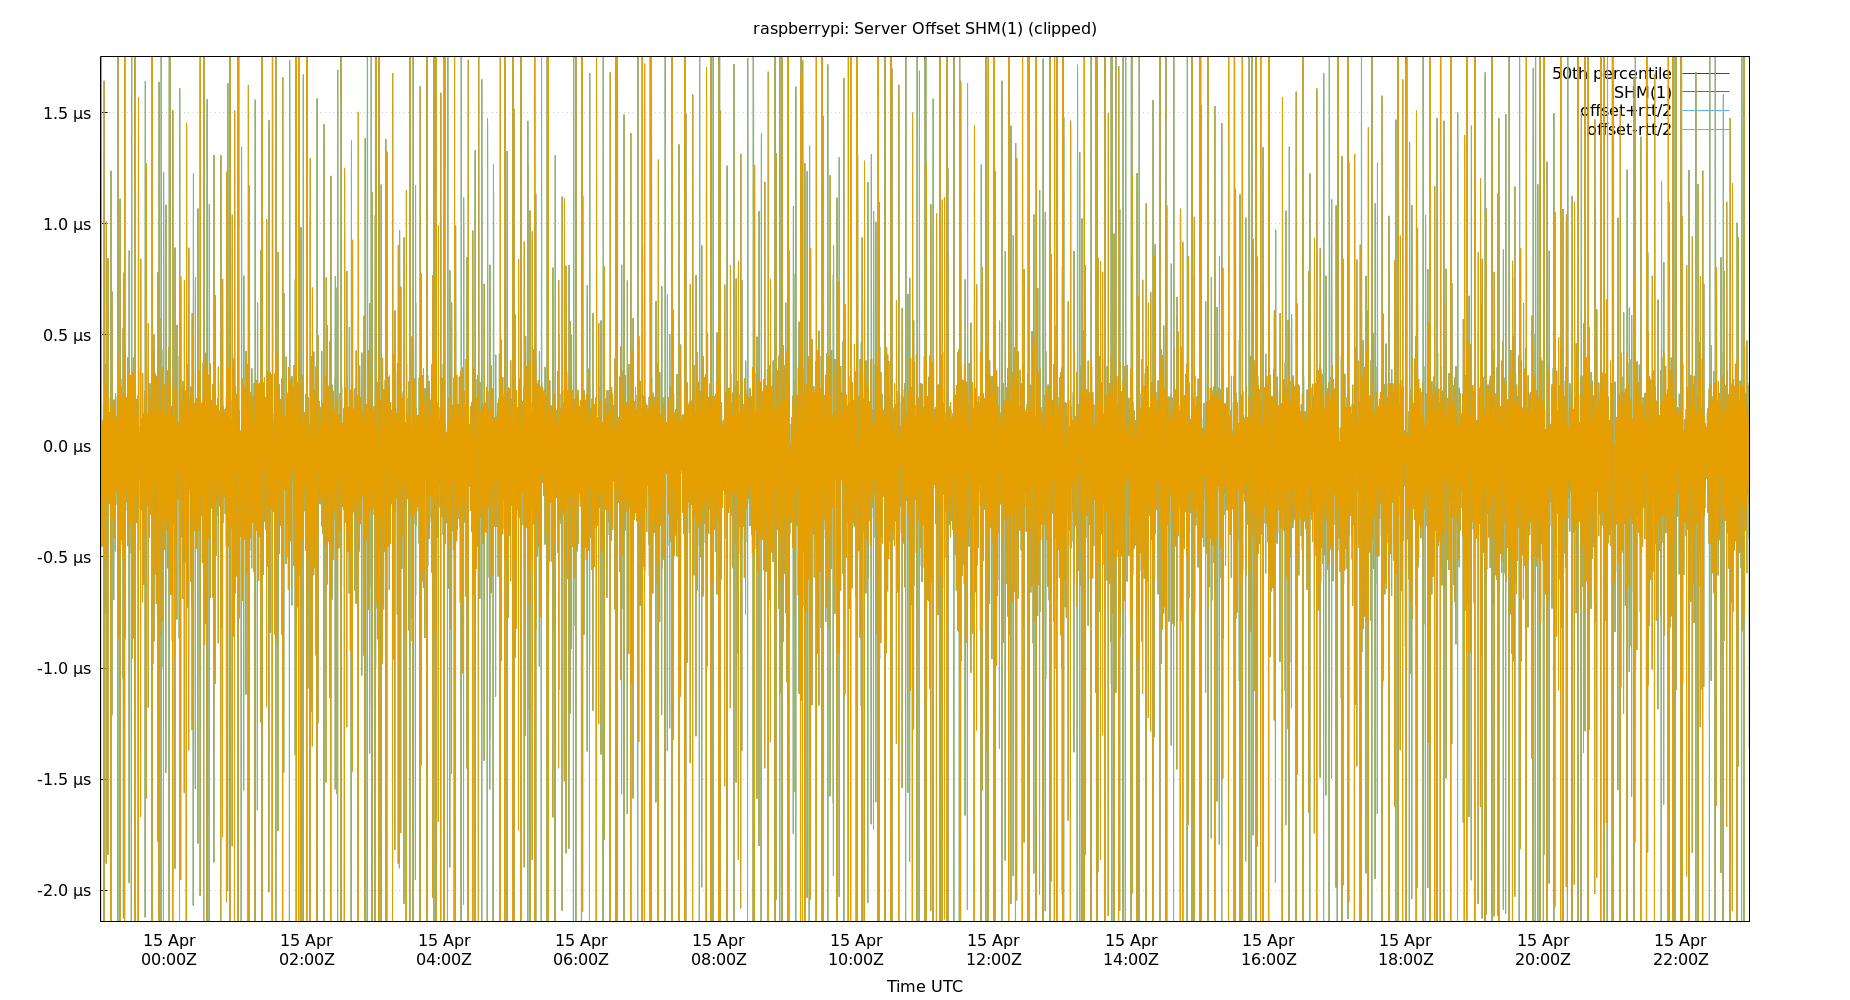 raspberrypi: Server Offset SHM(1) (clipped)
50th percentile
SHM(1)
offset+rtt/2
offset-rtt/2
1.5 µs
1.0 µs
0.5 µs
0.0 µs
-0.5 µs
-1.0 µs
-1.5 µs
-2.0 µs
15 Apr 15 Apr 15 Apr 15 Apr 15 Apr 15 Apr 15 Apr 15 Apr 15 Apr 15 Apr 15 Apr 15 Apr
00:00Z 02:00Z 04:00Z 06:00Z 08:00Z 10:00Z 12:00Z 14:00Z 16:00Z 18:00Z 20:00Z 22:00Z
Time UTC